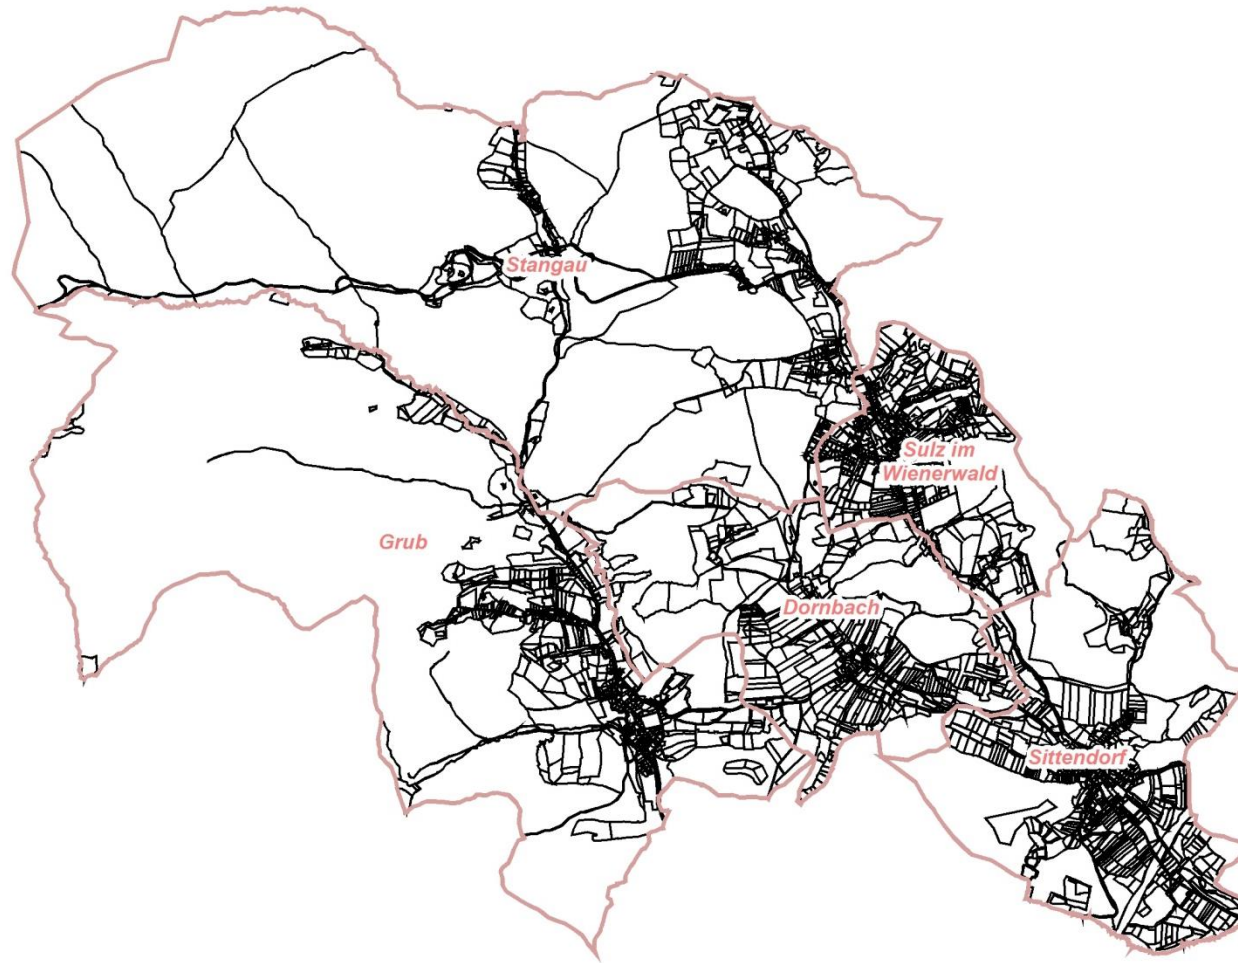 Stangau
Sulz im
Wienerwald
Grub
Dornbach
Sittendorf